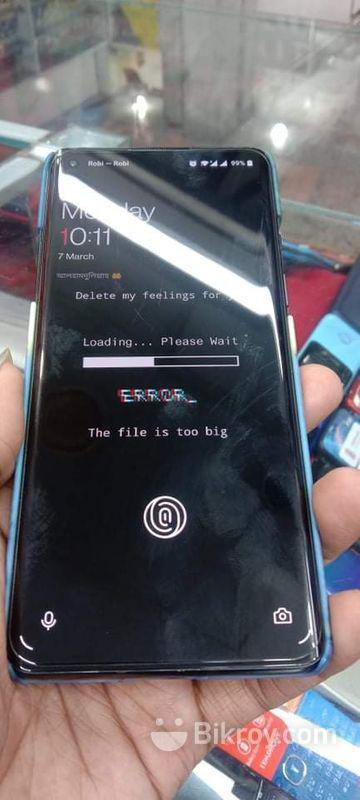 Robi — Robi 99%
Monday
10:11
7 March
আলহামদুলিল্লাহ
Delete my feelings for
Loading... Please Wait
ERROR_
The file is too big
Bikroy.com